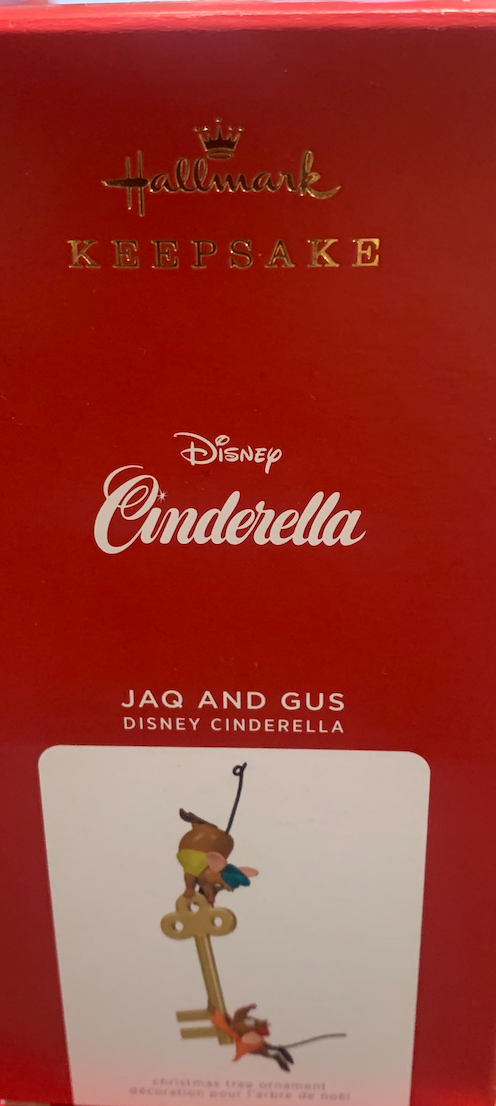 Hallmark
KEEPSAKE
Disney
Cinderella
JAQ AND GUS
DISNEY CINDERELLA
christmas tree ornament
décoration pour l'arbre de noël